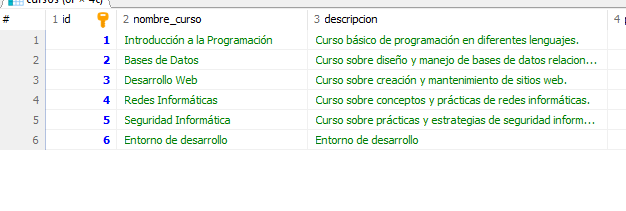 cursos
# 1 id 2 nombre_curso 3 descripcion 4
1 1 Introducción a la Programación Curso básico de programación en diferentes lenguajes.
2 2 Bases de Datos Curso sobre diseño y manejo de bases de datos relacion...
3 3 Desarrollo Web Curso sobre creación y mantenimiento de sitios web.
4 4 Redes Informáticas Curso sobre conceptos y prácticas de redes informáticas.
5 5 Seguridad Informática Curso sobre prácticas y estrategias de seguridad inform...
6 6 Entorno de desarrollo Entorno de desarrollo